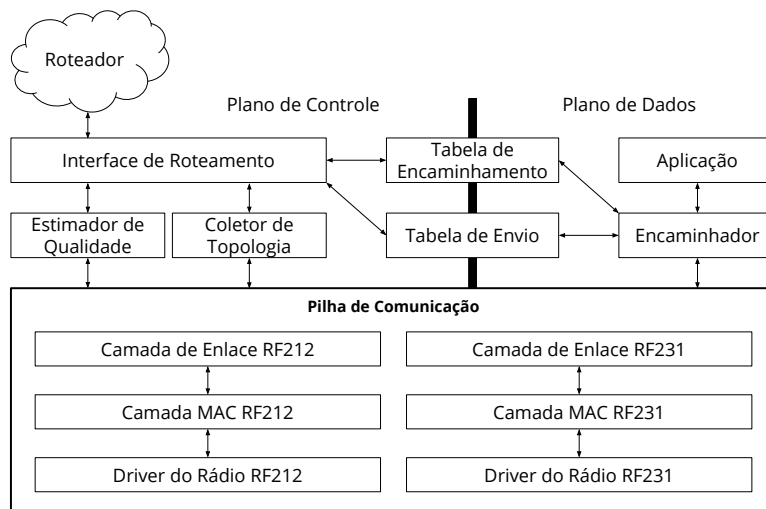 Roteador
Plano de Controle
Plano de Dados
Interface de Roteamento
Tabela de
Encaminhamento
Aplicação
Estimador de
Qualidade
Coletor de
Topologia
Tabela de Envio
Encaminhador
Pilha de Comunicação
Camada de Enlace RF212
Camada de Enlace RF231
Camada MAC RF212
Camada MAC RF231
Driver do Rádio RF212
Driver do Rádio RF231